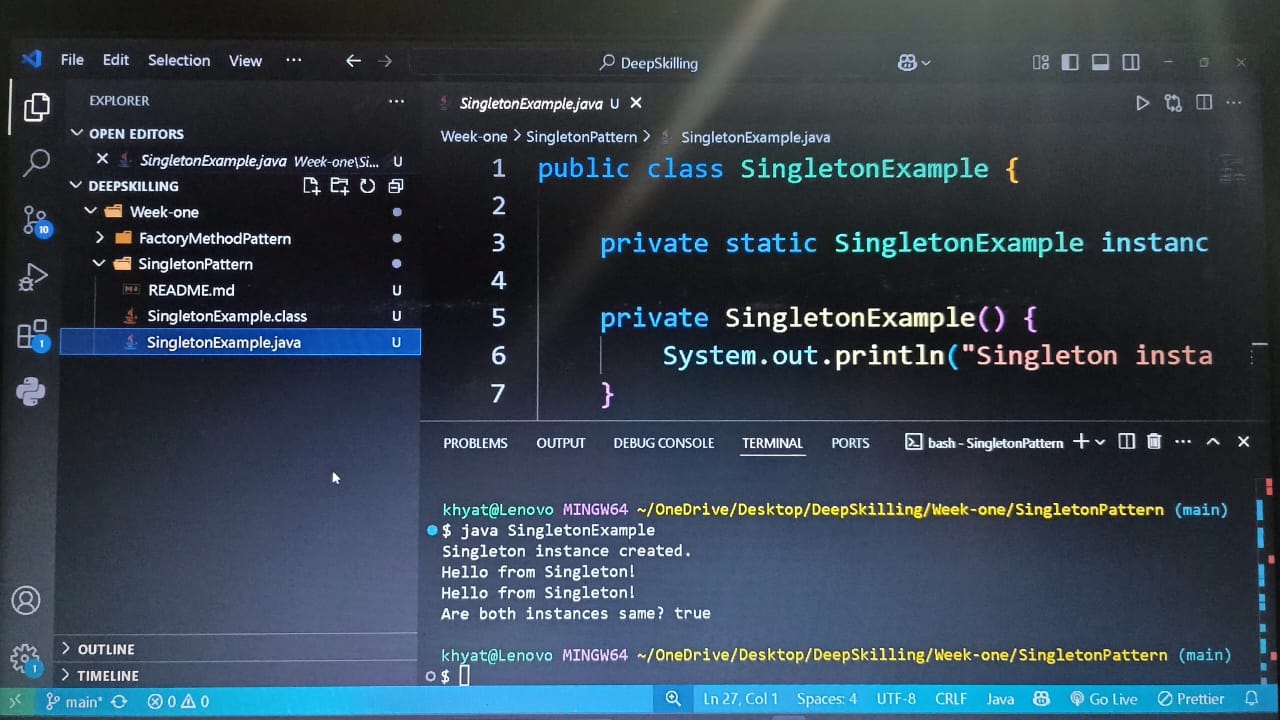 File Edit Selection View ··· DeepSkilling
EXPLORER ···
OPEN EDITORS
SingletonExample.java Week-one\Si... U
DEEPSKILLING
Week-one
FactoryMethodPattern
SingletonPattern
README.md U
SingletonExample.class U
SingletonExample.java U
OUTLINE
TIMELINE
10
1
1
SingletonExample.java U
Week-one > SingletonPattern > SingletonExample.java
1 public class SingletonExample {
2
3 private static SingletonExample instanc
4
5 private SingletonExample() {
6 System.out.println("Singleton insta
7 }
PROBLEMS OUTPUT DEBUG CONSOLE TERMINAL PORTS bash - SingletonPattern
khyat@Lenovo MINGW64 ~/OneDrive/Desktop/DeepSkilling/Week-one/SingletonPattern (main)
$ java SingletonExample
Singleton instance created.
Hello from Singleton!
Hello from Singleton!
Are both instances same? true
khyat@Lenovo MINGW64 ~/OneDrive/Desktop/DeepSkilling/Week-one/SingletonPattern (main)
$
main* 0 0 Ln 27, Col 1 Spaces: 4 UTF-8 CRLF Java Go Live Prettier